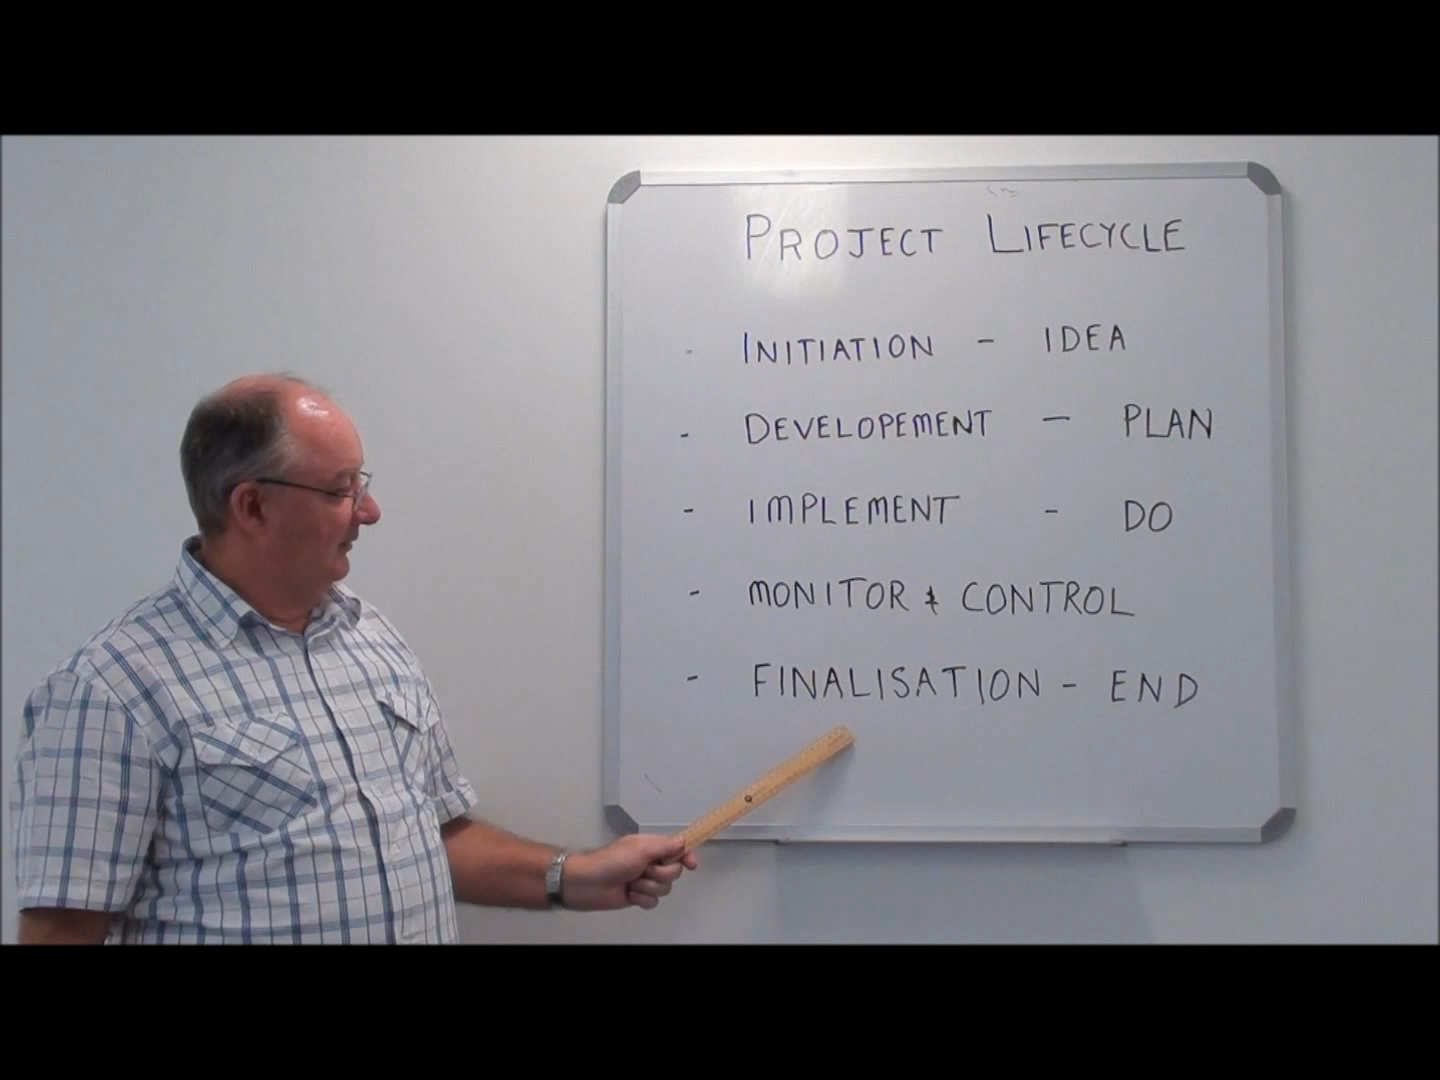 PROJECT LIFECYCLE
- INITIATION - IDEA
- DEVELOPEMENT - PLAN
- IMPLEMENT - DO
- MONITOR & CONTROL
- FINALISATION - END